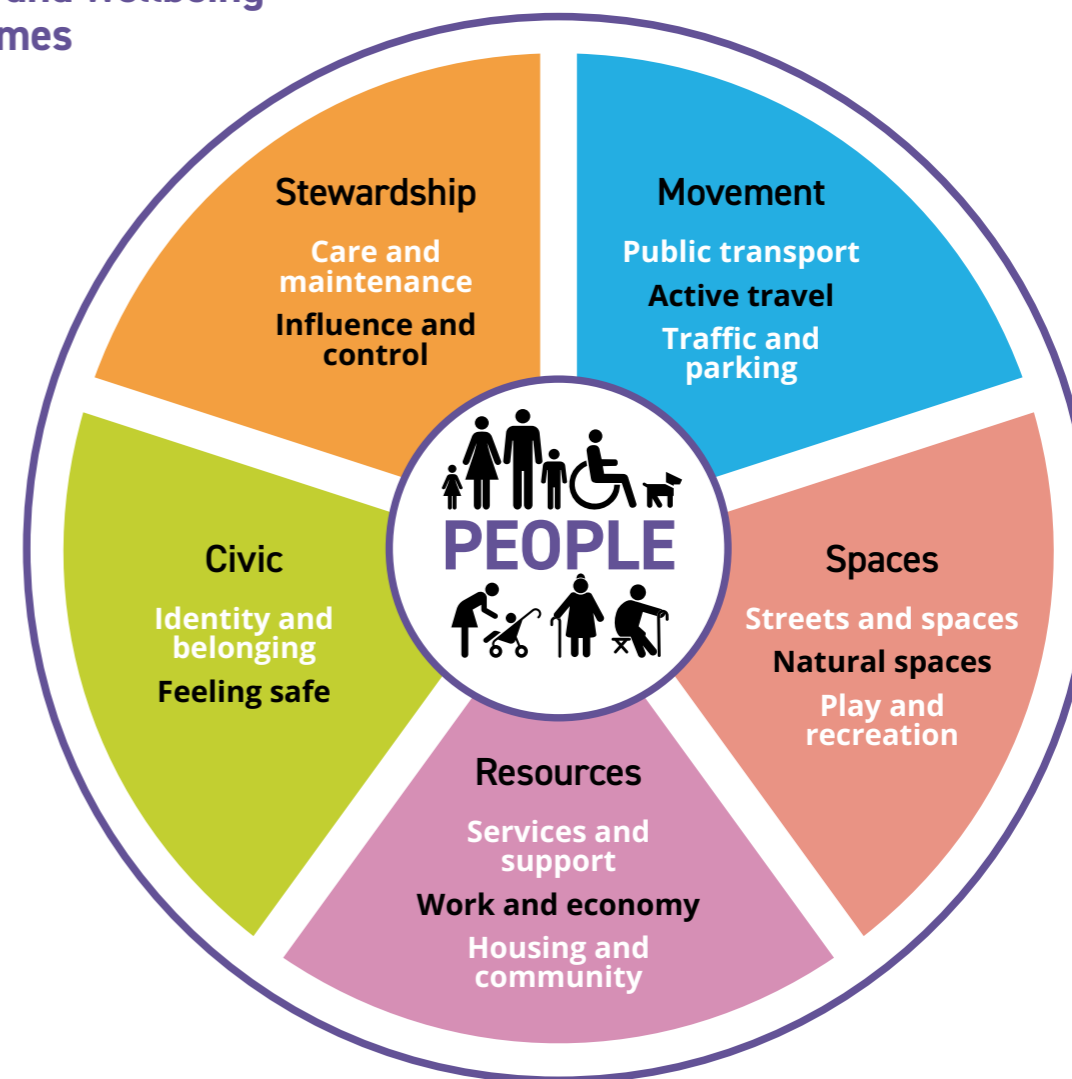 and Wellbeing
Stewardship
Care and
maintenance
Influence and
control
Movement
Public transport
Active travel
Traffic and
parking
Civic
Identity and
belonging
Feeling safe
PEOPLE
Spaces
Streets and spaces
Natural spaces
Play and
recreation
Resources
Services and
support
Work and economy
Housing and
community